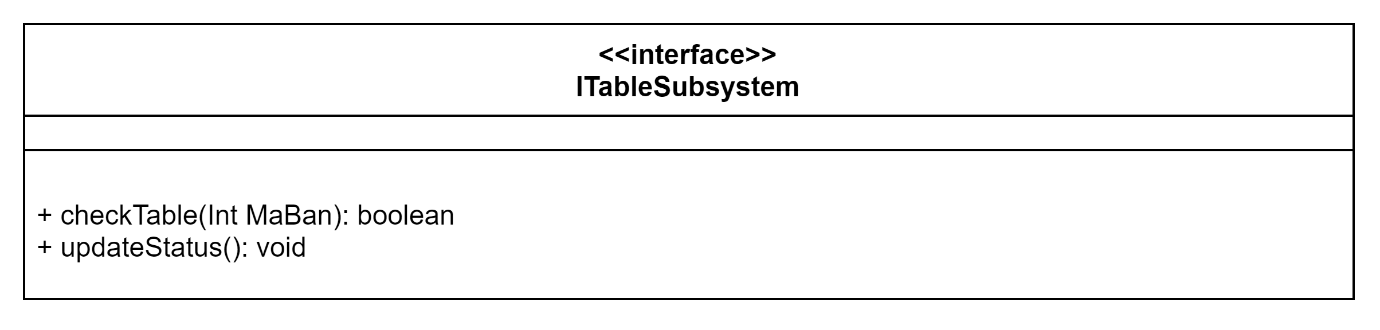 <<interface>>
ITableSubsystem
+ checkTable(Int MaBan): boolean
+ updateStatus(): void